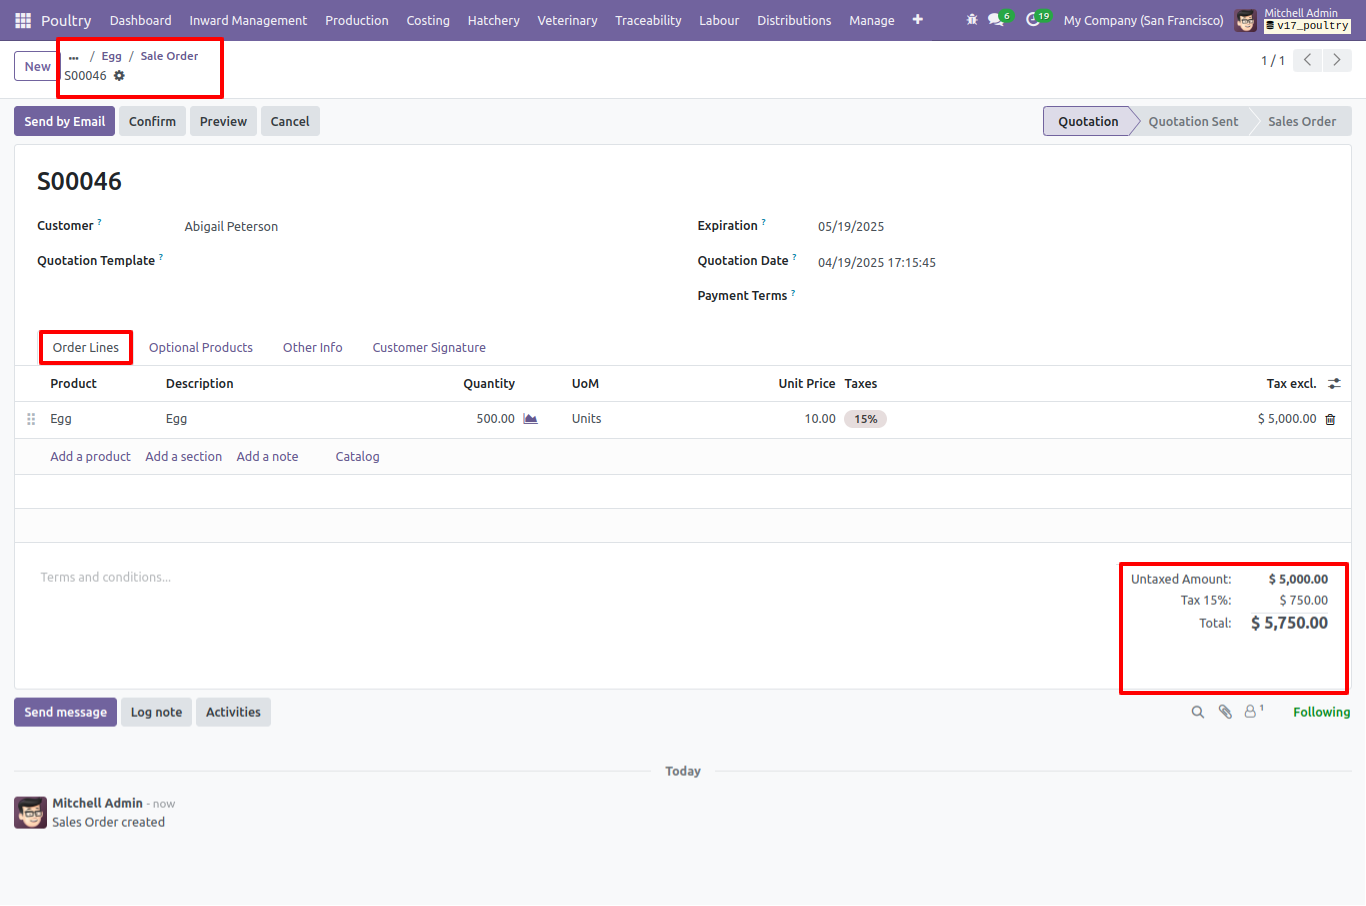 Poultry Dashboard Inward Management Production Costing Hatchery Veterinary Traceability Labour Distributions Manage + 6 19 My Company (San Francisco) Mitchell Admin
v17_poultry
New ... / Egg / Sale Order
S00046
1 / 1
Send by Email Confirm Preview Cancel Quotation Quotation Sent Sales Order
S00046
Customer ? Abigail Peterson Expiration ? 05/19/2025
Quotation Template ? Quotation Date ? 04/19/2025 17:15:45
Payment Terms ?
Order Lines Optional Products Other Info Customer Signature
Product Description Quantity UoM Unit Price Taxes Tax excl.
Egg Egg 500.00 Units 10.00 15% $ 5,000.00
Add a product Add a section Add a note Catalog
Terms and conditions...
Untaxed Amount: $ 5,000.00
Tax 15%: $ 750.00
Total: $ 5,750.00
Send message Log note Activities 1 Following
Today
Mitchell Admin - now
Sales Order created